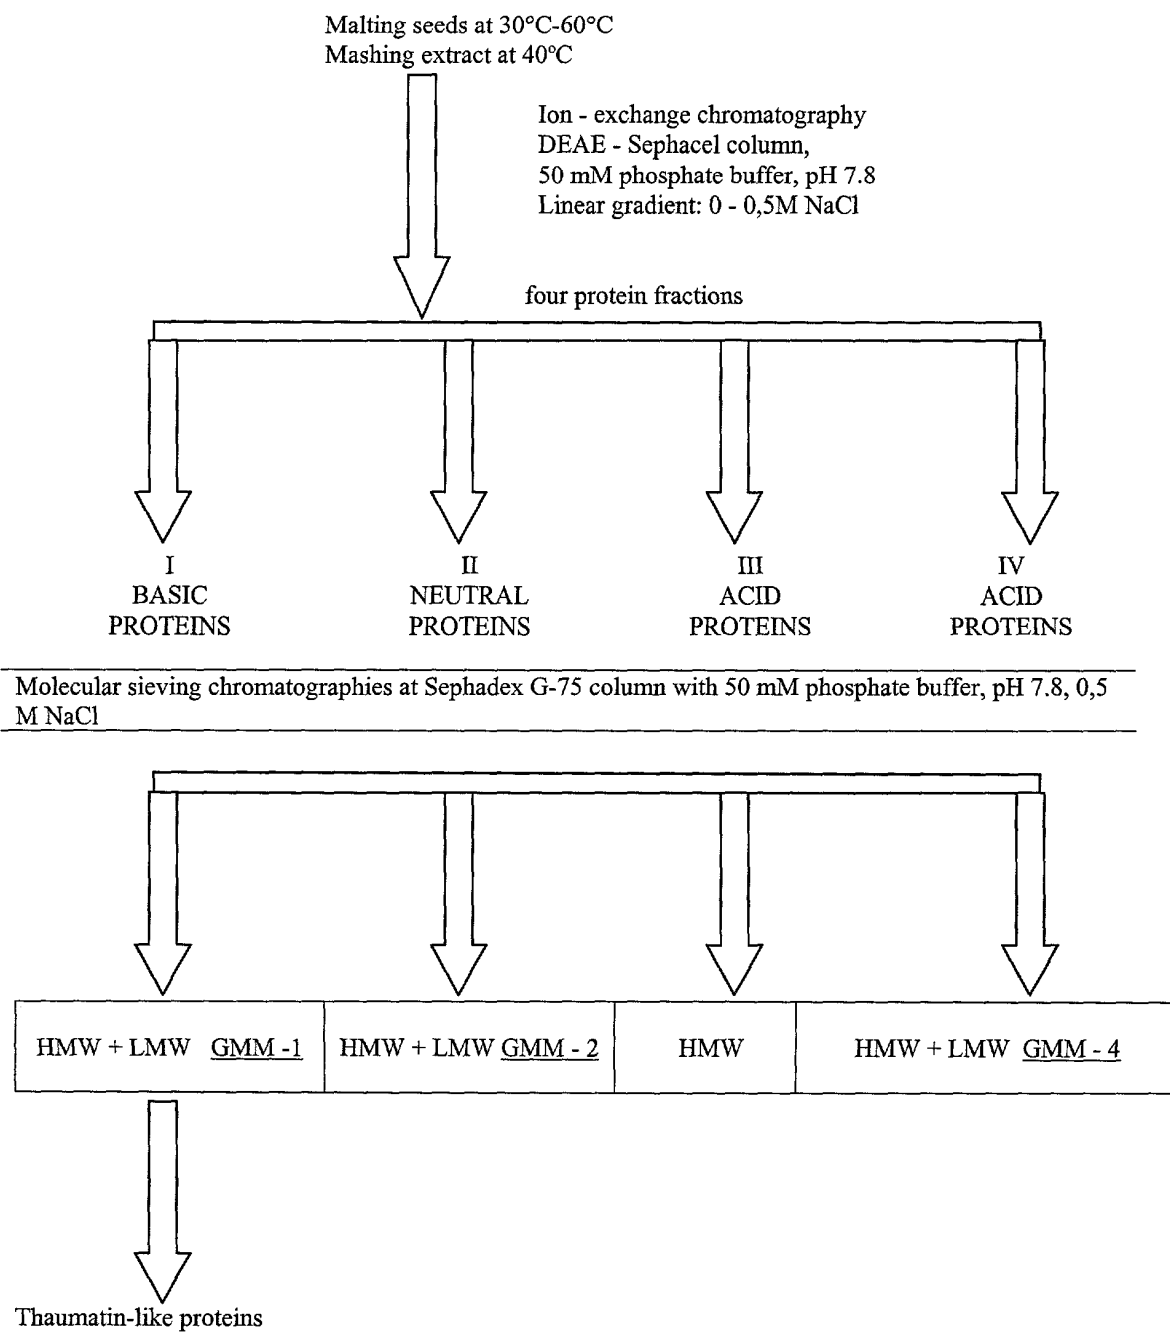 Malting seeds at 30°C-60°C
Mashing extract at 40°C
Ion - exchange chromatography
DEAE - Sephacel column,
50 mM phosphate buffer, pH 7.8
Linear gradient: 0 - 0,5M NaCl
four protein fractions
I
BASIC
PROTEINS
II
NEUTRAL
PROTEINS
III
ACID
PROTEINS
IV
ACID
PROTEINS
Molecular sieving chromatographies at Sephadex G-75 column with 50 mM phosphate buffer, pH 7.8, 0,5
M NaCl
HMW + LMW GMM -1
HMW + LMW GMM - 2
HMW
HMW + LMW GMM - 4
Thaumatin-like proteins